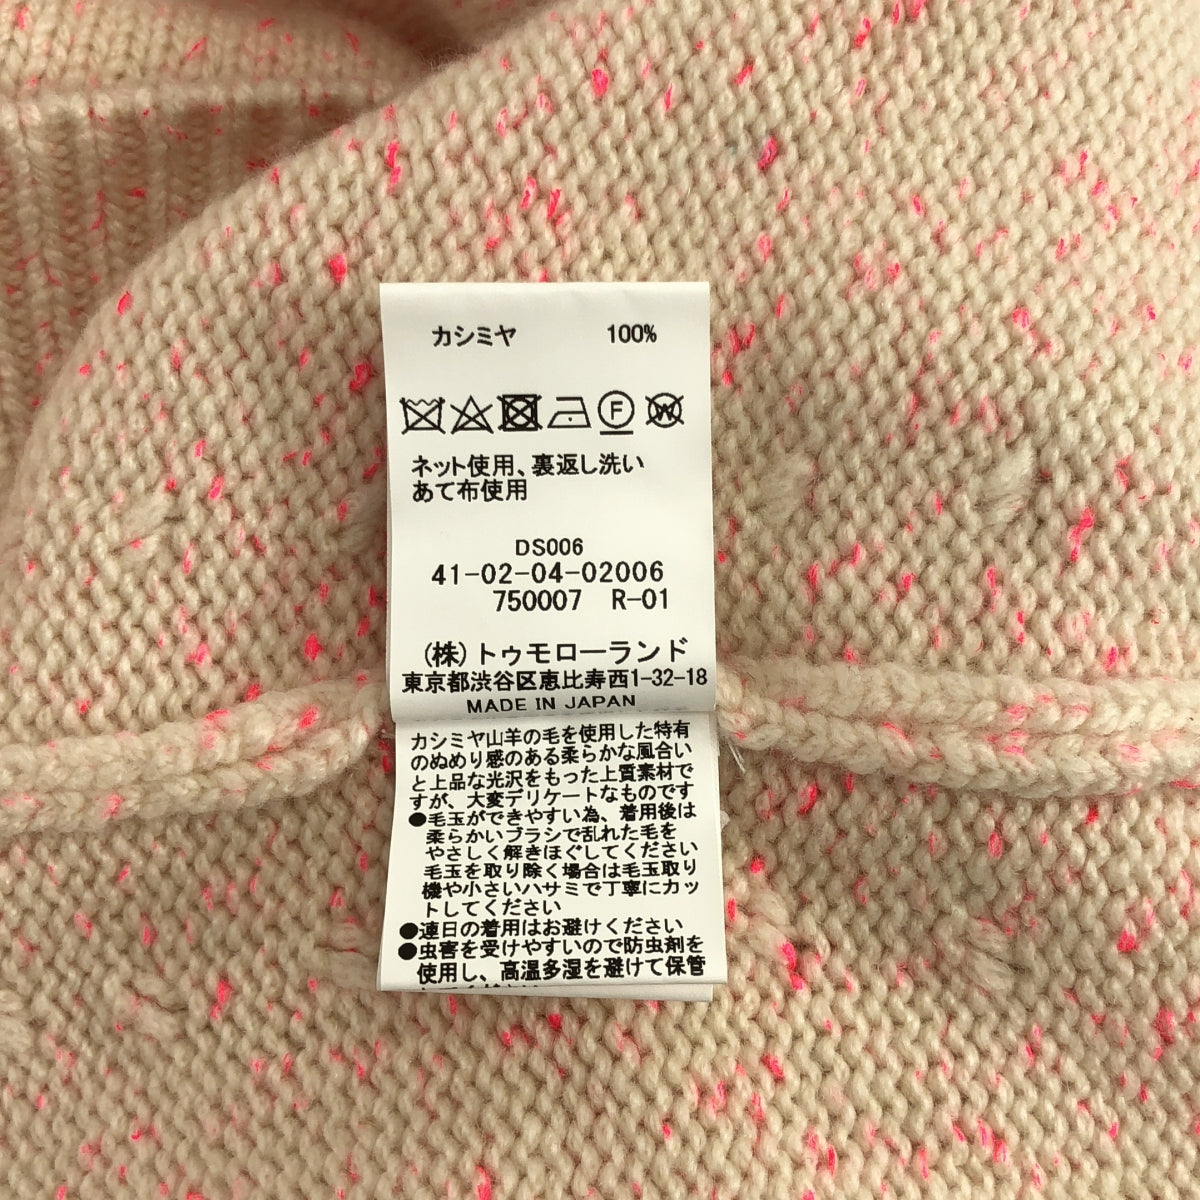 カシミヤ 100%
F W
ネット使用、裏返し洗い
あて布使用
DS006
41-02-04-02006
750007 R-01
(株)トゥモローランド
東京都渋谷区恵比寿西1-32-18
MADE IN JAPAN
カシミヤ山羊の毛を使用した特有
のぬめり感のある柔らかな風合い
と上品な光沢をもった上質素材で
すが、大変デリケートなものです
●毛玉ができやすい為、着用後は
柔らかいブラシで乱れた毛を
やさしく解きほぐしてください
毛玉を取り除く場合は毛玉取り
機や小さいハサミで丁寧にカッ
トしてください
●連日の着用はお避けください
●虫害を受けやすいので防虫剤を
使用し、高温多湿を避けて保管